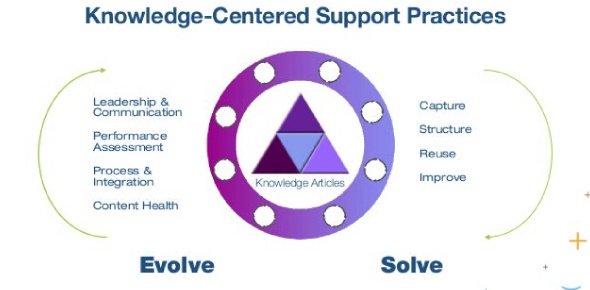 Knowledge-Centered Support Practices
Leadership &
Communication
Performance
Assessment
Process &
Integration
Content Health
Knowledge Articles
Capture
Structure
Reuse
Improve
Evolve
Solve